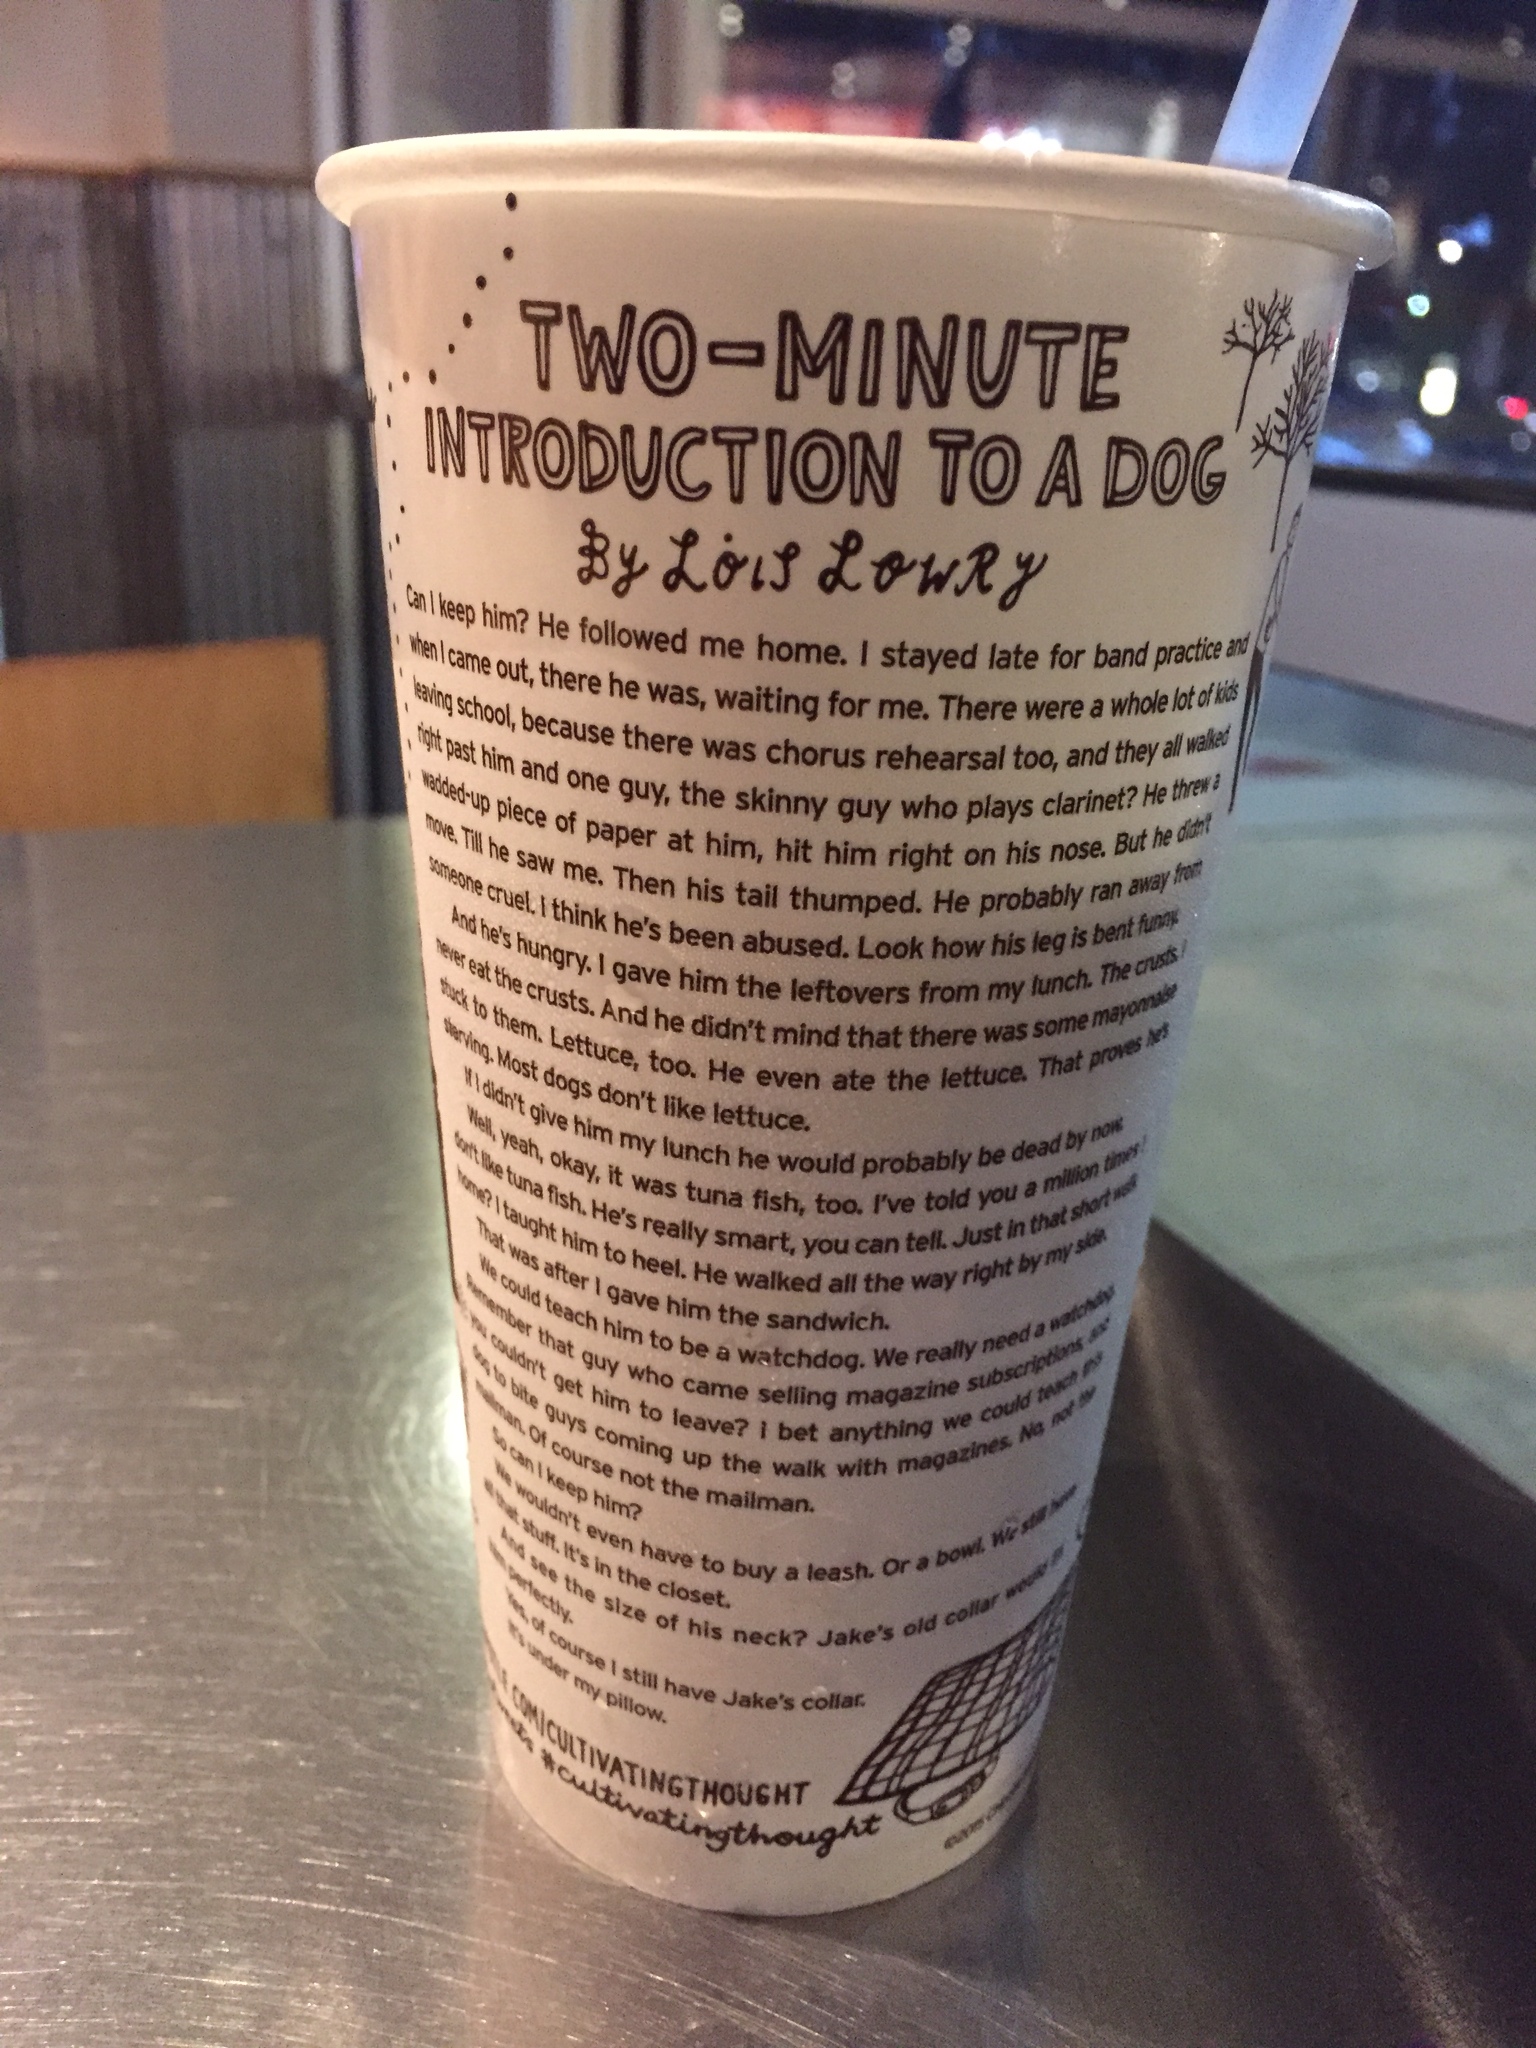 TWO-MINUTE
INTRODUCTION TO A DOG
By Lois Lowry
Can I keep him? He followed me home. I stayed late for band practice and
when I came out, there he was, waiting for me. There were a whole lot of kids
leaving school, because there was chorus rehearsal too, and they all walked
right past him and one guy, the skinny guy who plays clarinet? He threw a
wadded-up piece of paper at him, hit him right on his nose. But he didn't
move. Till he saw me. Then his tail thumped. He probably ran away from
someone cruel. I think he's been abused. Look how his leg is bent funny.
And he's hungry. I gave him the leftovers from my lunch. The crusts. I
never eat the crusts. And he didn't mind that there was some mayonnaise
stuck to them. Lettuce, too. He even ate the lettuce. That proves he's
starving. Most dogs don't like lettuce.
If I didn't give him my lunch he would probably be dead by now.
Well, yeah, okay, it was tuna fish, too. I've told you a million times I
don't like tuna fish. He's really smart, you can tell. Just in that short walk
home? I taught him to heel. He walked all the way right by my side.
That was after I gave him the sandwich.
We could teach him to be a watchdog. We really need a watchdog.
Remember that guy who came selling magazine subscriptions, and
you couldn't get him to leave? I bet anything we could teach this
dog to bite guys coming up the walk with magazines. No, not the
mailman. Of course not the mailman.
So can I keep him?
We wouldn't even have to buy a leash. Or a bowl. We still have
all that stuff. It's in the closet.
And see the size of his neck? Jake's old collar would fit
him perfectly.
Yes, of course I still have Jake's collar.
It's under my pillow.
COM/CULTIVATINGTHOUGHT
#cultivatingthought
©2015